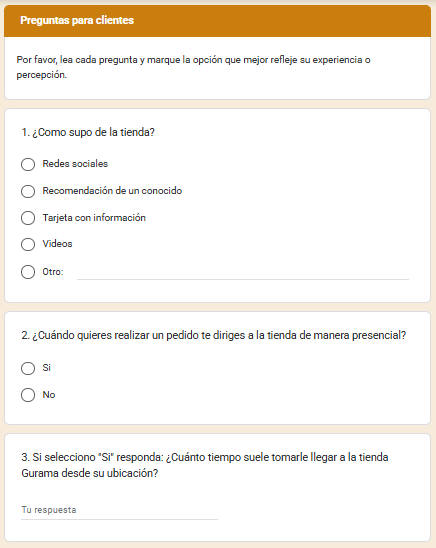 Preguntas para clientes
Por favor, lea cada pregunta y marque la opción que mejor refleje su experiencia o
percepción.
1. ¿Como supo de la tienda?
Redes sociales
Recomendación de un conocido
Tarjeta con información
Videos
Otro:
2. ¿Cuándo quieres realizar un pedido te diriges a la tienda de manera presencial?
Si
No
3. Si selecciono "Si" responda: ¿Cuánto tiempo suele tomarle llegar a la tienda
Gurama desde su ubicación?
Tu respuesta